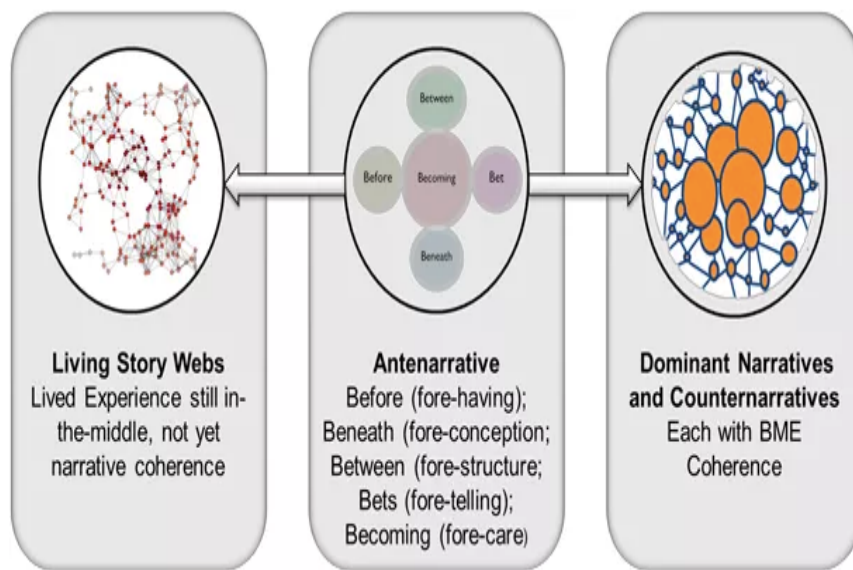 Between
Before
Becoming
Bet
Beneath
Living Story Webs
Lived Experience still in-
the-middle, not yet
narrative coherence
Antenarrative
Before (fore-having);
Beneath (fore-conception;
Between (fore-structure;
Bets (fore-telling);
Becoming (fore-care)
Dominant Narratives
and Counternarratives
Each with BME
Coherence